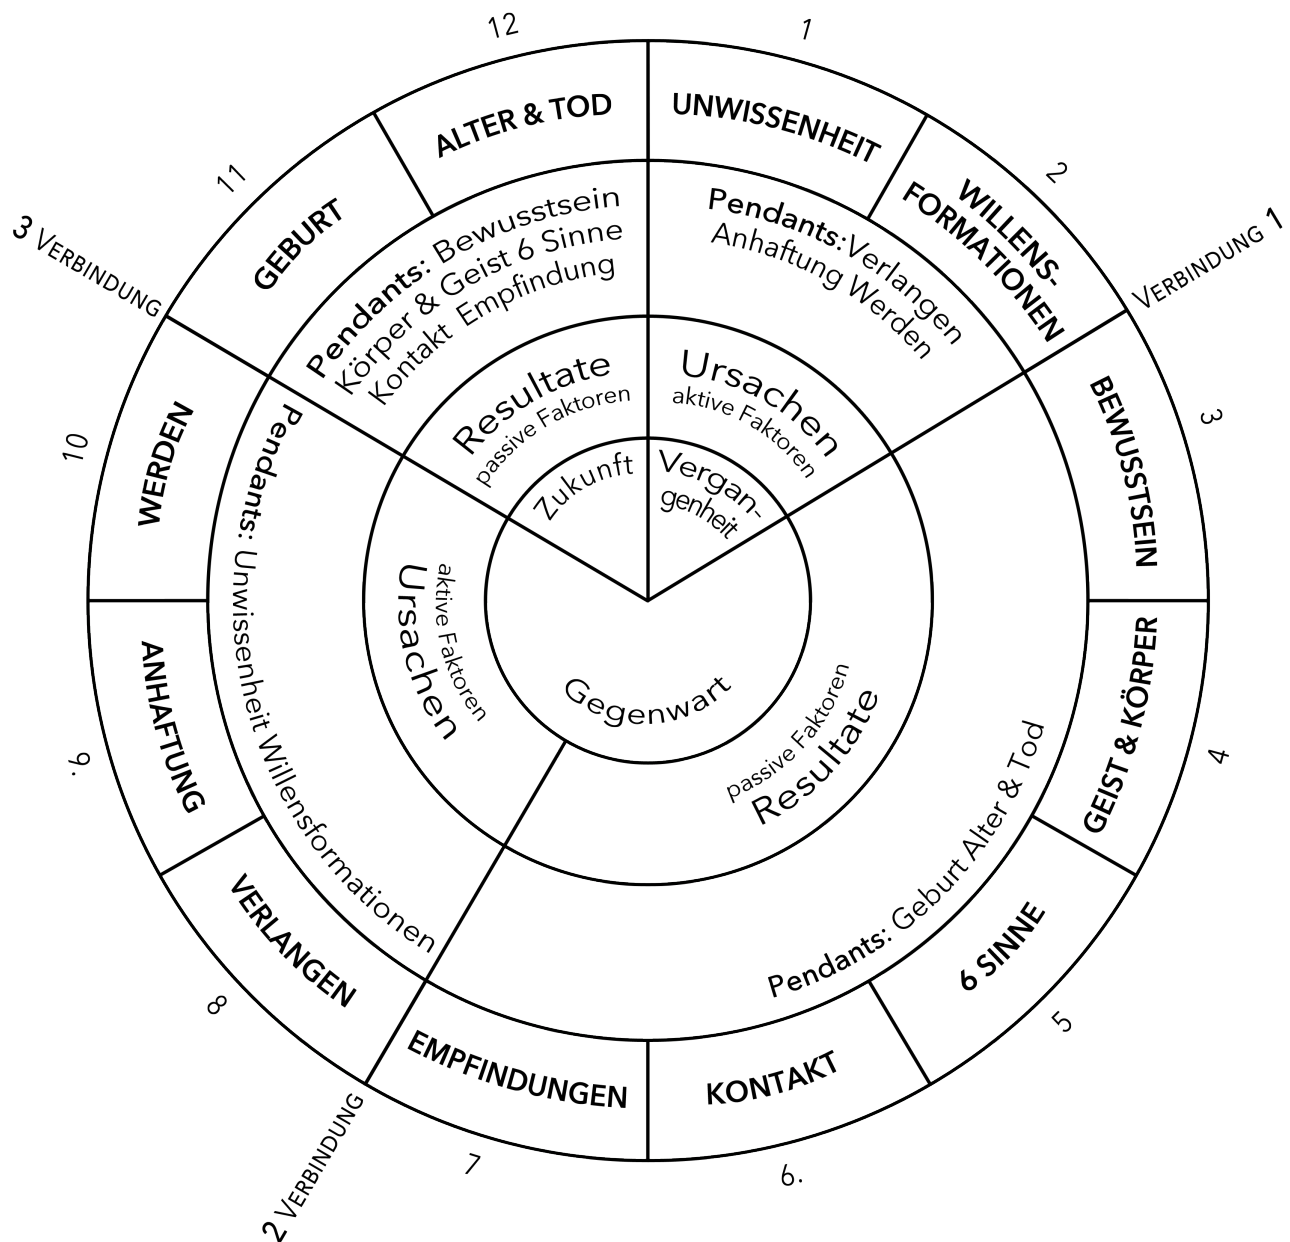 12
1
ALTER & TOD
UNWISSENHEIT
11
2
GEBURT
WILLENS-
FORMATIONEN
3 VERBINDUNG
VERBINDUNG 1
Pendants: Bewusstsein
Körper & Geist 6 Sinne
Kontakt Empfindung
Pendants: Verlangen
Anhaftung Werden
Resultate
passive Faktoren
Ursachen
aktive Faktoren
Zukunft
Vergan-
genheit
10
WERDEN
3
BEWUSSTSEIN
Pendants: Unwissenheit Willensformationen
aktive Faktoren
Ursachen
Gegenwart
passive Faktoren
Resultate
Pendants: Geburt Alter & Tod
9.
ANHAFTUNG
4
GEIST & KÖRPER
8
VERLANGEN
5
6 SINNE
EMPFINDUNGEN
7
KONTAKT
6.
2 VERBINDUNG